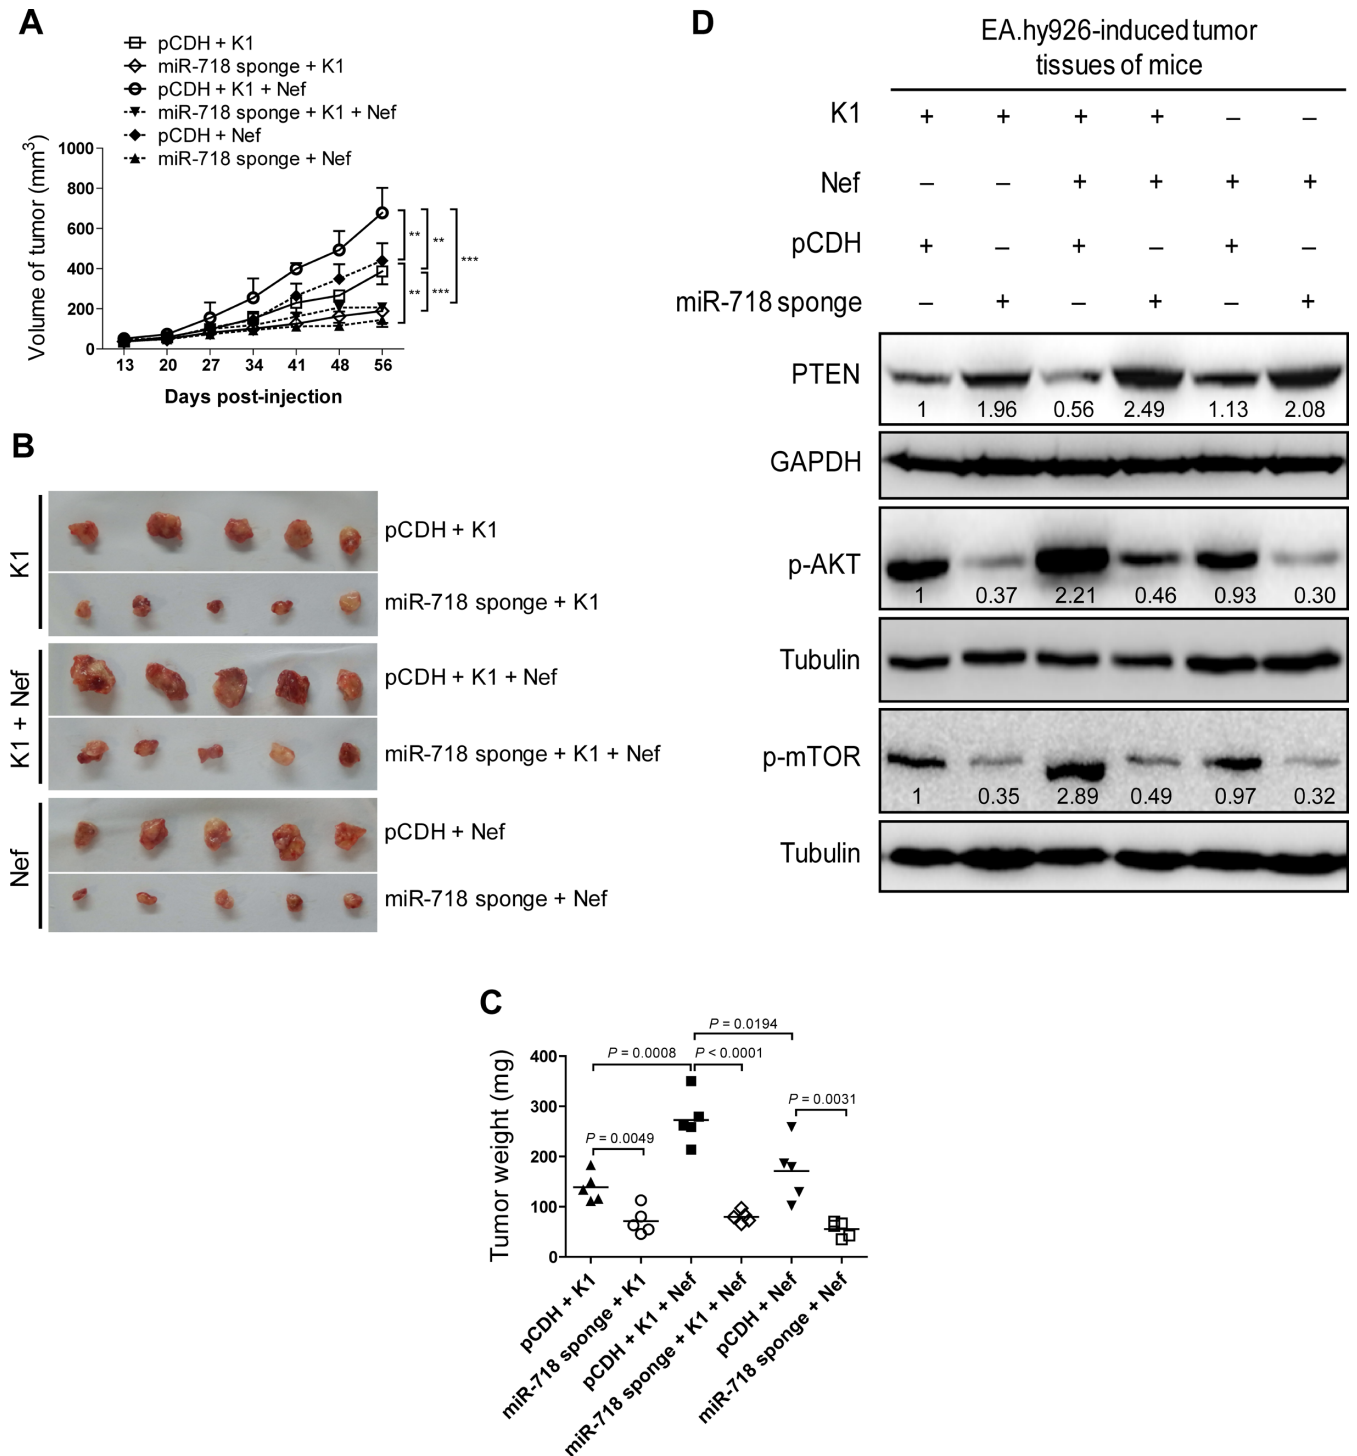 A
pCDH + K1
miR-718 sponge + K1
pCDH + K1 + Nef
miR-718 sponge + K1 + Nef
pCDH + Nef
miR-718 sponge + Nef
Volume of tumor (mm3)
1000
800
600
400
200
0
** ** ***
** ***
13 20 27 34 41 48 56
Days post-injection
B
K1
pCDH + K1
miR-718 sponge + K1
K1 + Nef
pCDH + K1 + Nef
miR-718 sponge + K1 + Nef
Nef
pCDH + Nef
miR-718 sponge + Nef
C
Tumor weight (mg)
400
300
200
100
0
P = 0.0194
P = 0.0008 P < 0.0001
P = 0.0031
P = 0.0049
pCDH + K1
miR-718 sponge + K1
pCDH + K1 + Nef
miR-718 sponge + K1 + Nef
pCDH + Nef
miR-718 sponge + Nef
D
EA.hy926-induced tumor
tissues of mice
K1 + + + + – –
Nef – – + + + +
pCDH + – + – + –
miR-718 sponge – + – + – +
PTEN
1 1.96 0.56 2.49 1.13 2.08
GAPDH
p-AKT
1 0.37 2.21 0.46 0.93 0.30
Tubulin
p-mTOR
1 0.35 2.89 0.49 0.97 0.32
Tubulin